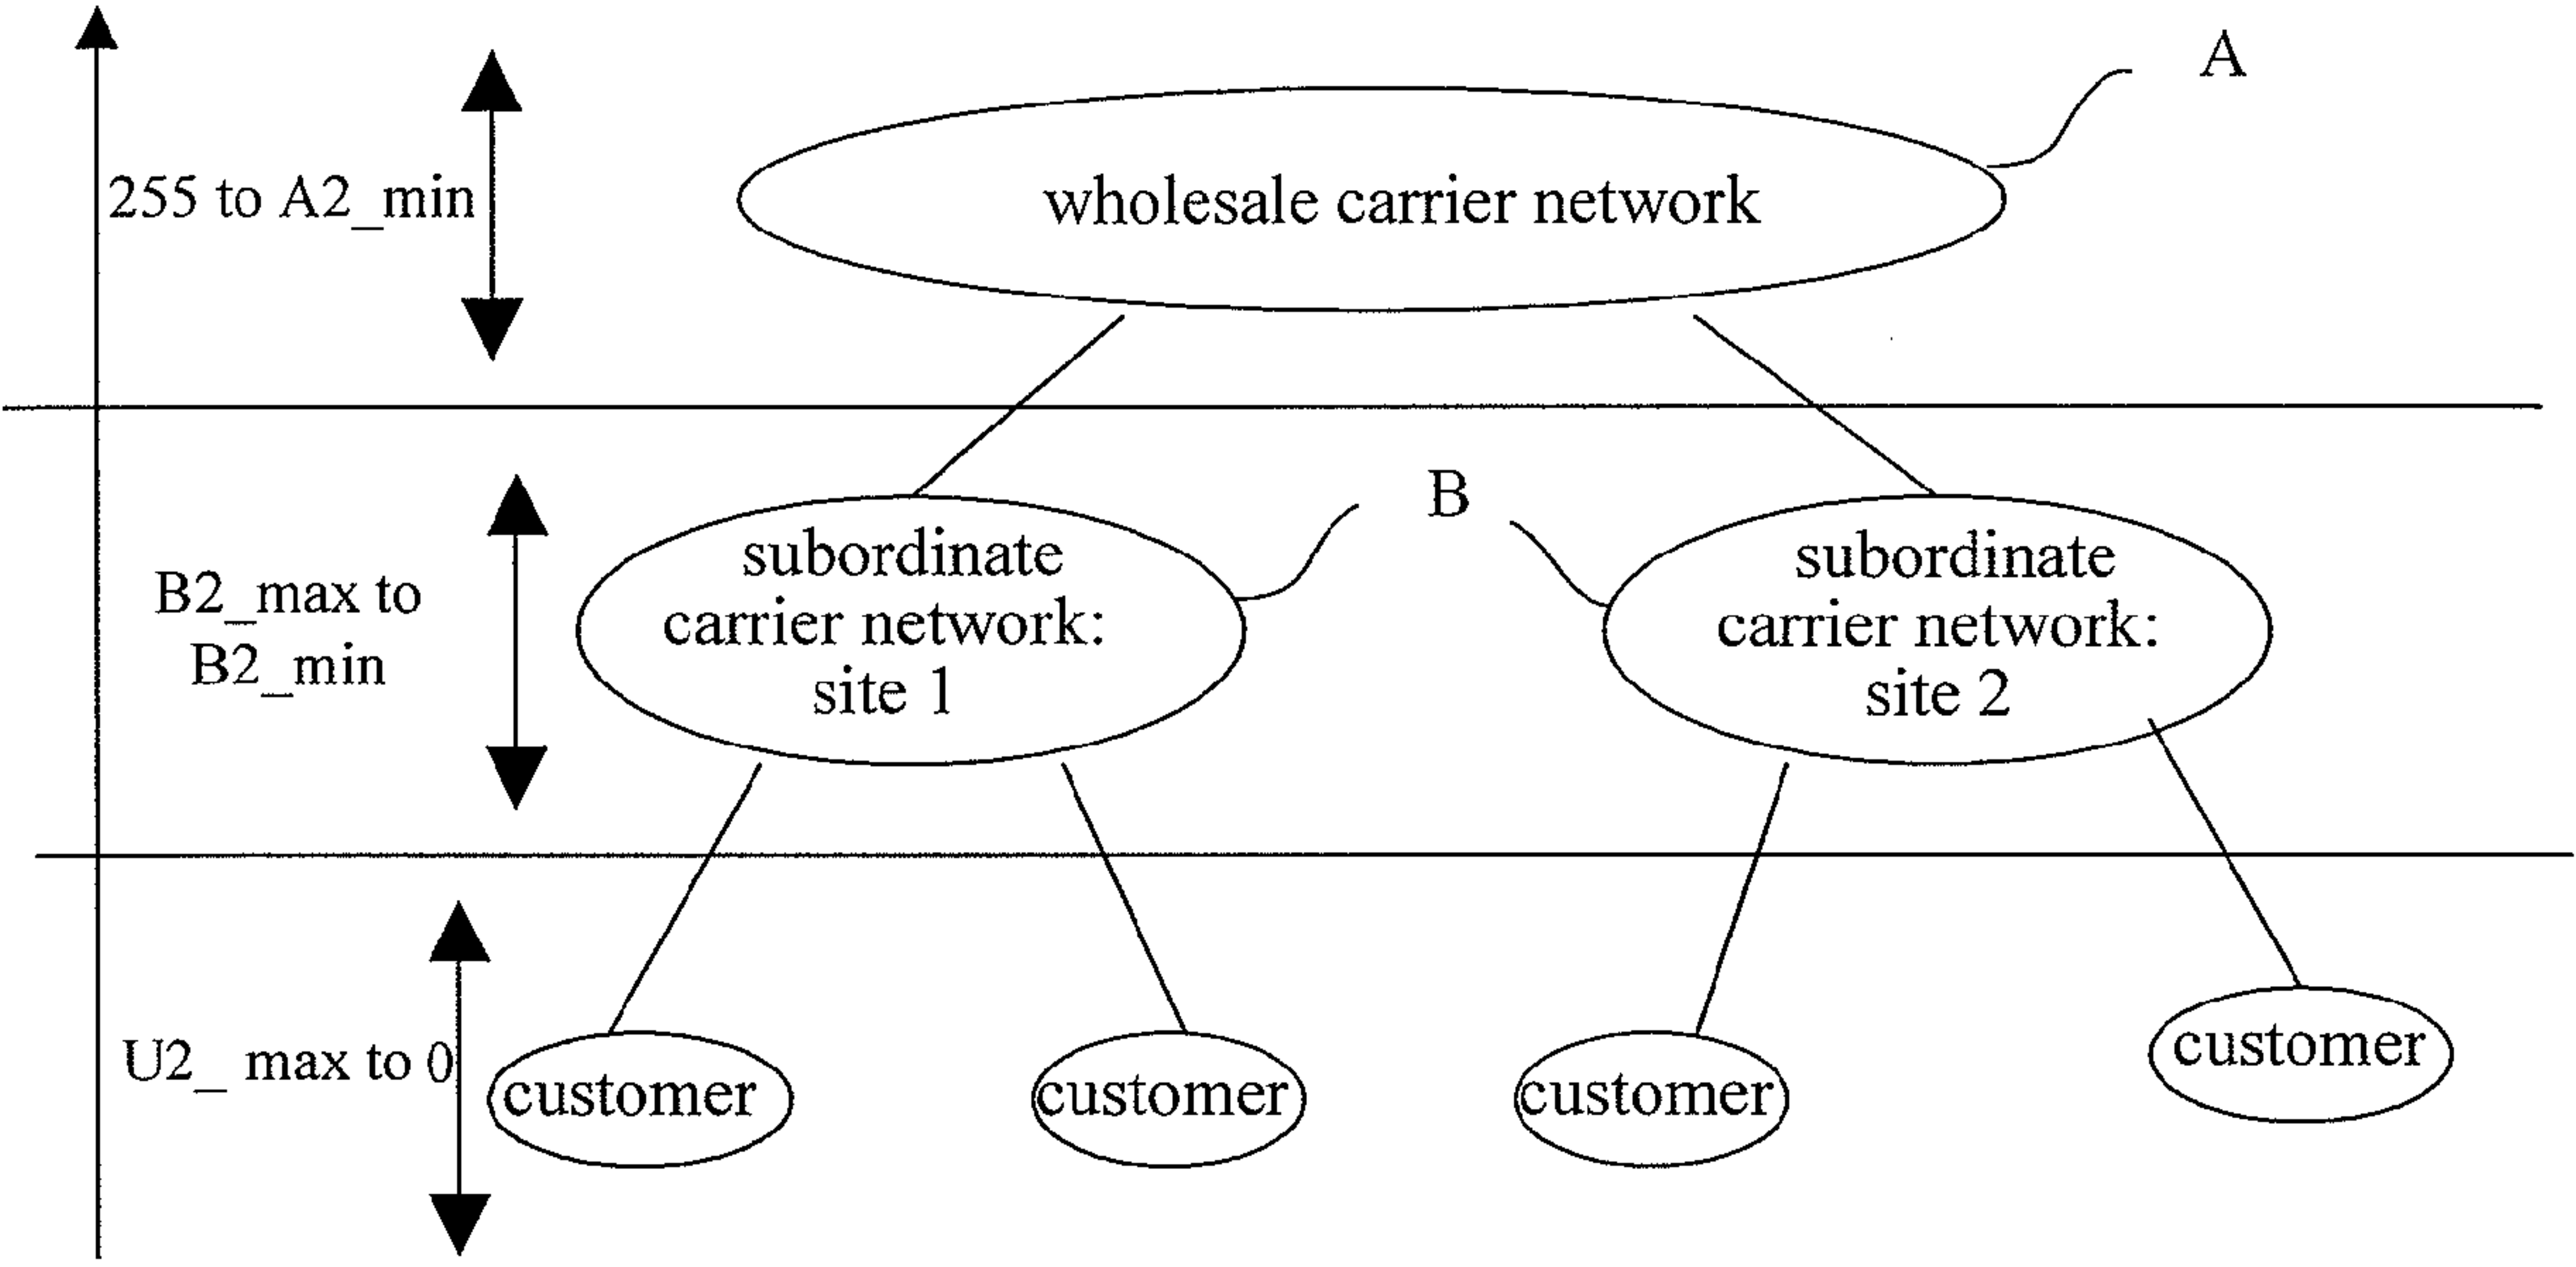 A
255 to A2_min
wholesale carrier network
B
B2_max to
B2_min
subordinate
carrier network:
site 1
subordinate
carrier network:
site 2
U2_ max to 0
customer
customer
customer
customer